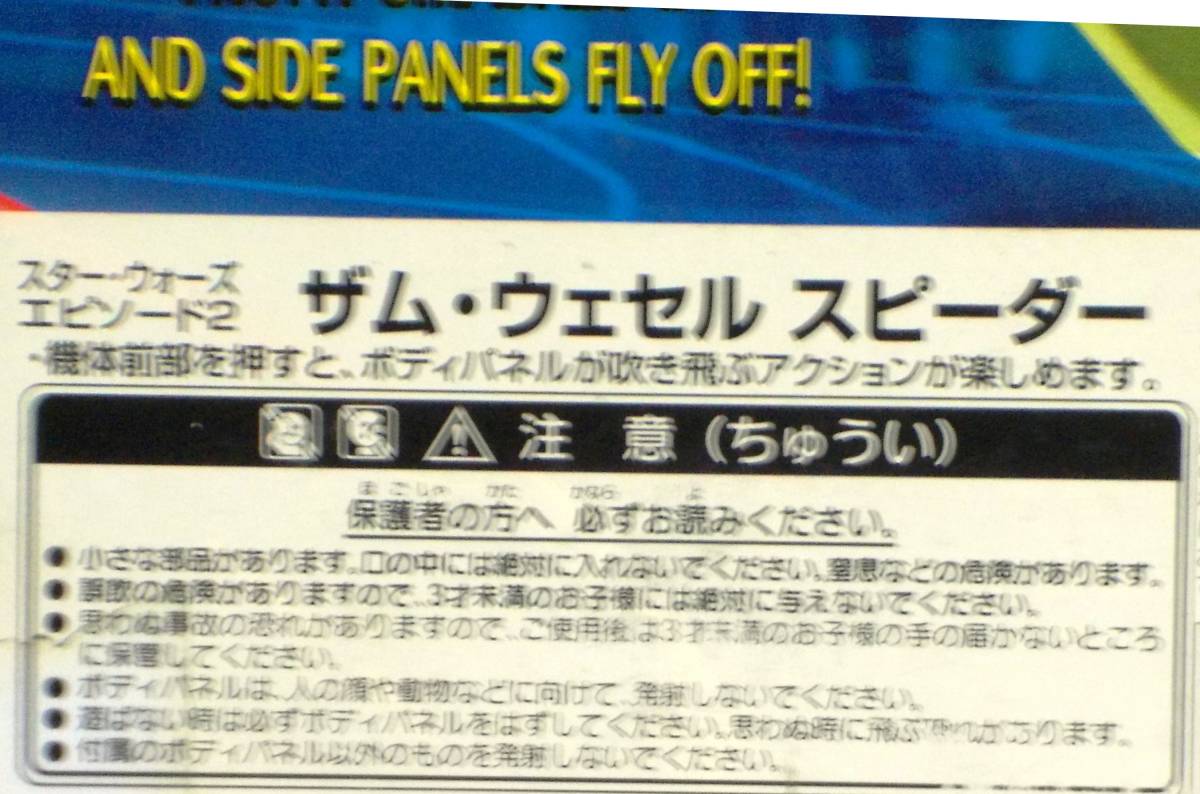 AND SIDE PANELS FLY OFF!
スター・ウォーズ
エピソード2
ザム・ウェセル スピーダー
・機体前部を押すと、ボディパネルが吹き飛ぶアクションが楽しめます。
注 意 (ちゅうい)
ほごしゃ かた かなら よ
保護者の方へ 必ずお読みください。
● 小さな部品があります。口の中には絶対に入れないでください。窒息などの危険があります。
● 誤飲の危険がありますので、3才未満のお子様には絶対に与えないでください。
● 思わぬ事故の恐れがありますので、ご使用後は3才未満のお子様の手の届かないところ
に保管してください。
● ボディパネルは、人の顔や動物などに向けて、発射しないでください。
● 遊ばない時は必ずボディパネルをはずしてください。思わぬ時に飛ぶ恐れがあります。
● 付属のボディパネル以外のものを発射しないでください。